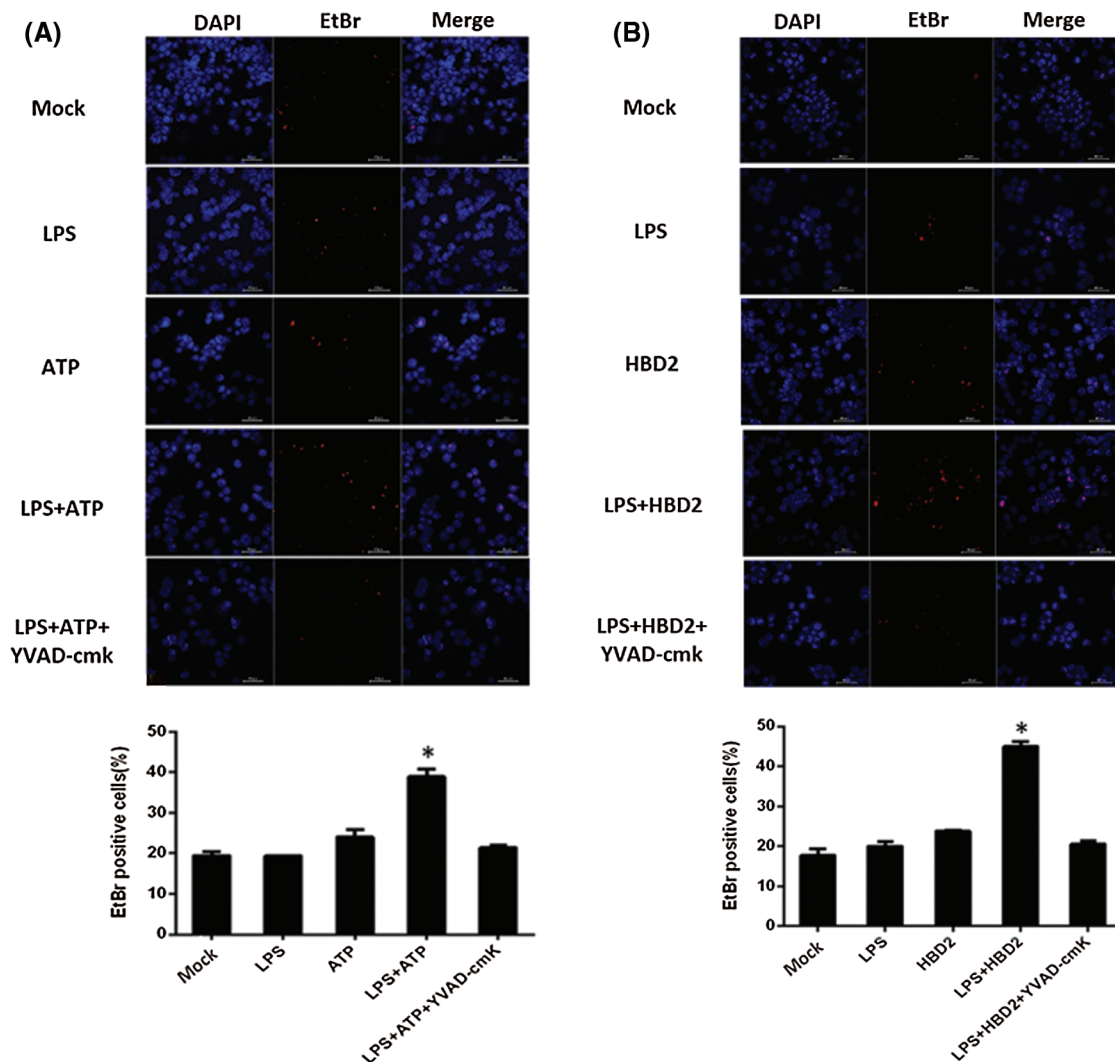 (A)
DAPI EtBr Merge
Mock
LPS
ATP
LPS+ATP
LPS+ATP+
YVAD-cmk
EtBr positive cells(%)
50
40
30
20
10
0
*
Mock
LPS
ATP
LPS+ATP
LPS+ATP+YVAD-cmK
(B)
DAPI EtBr Merge
Mock
LPS
HBD2
LPS+HBD2
LPS+HBD2+
YVAD-cmk
EtBr positive cells(%)
50
40
30
20
10
0
*
Mock
LPS
HBD2
LPS+HBD2
LPS+HBD2+YVAD-cmK